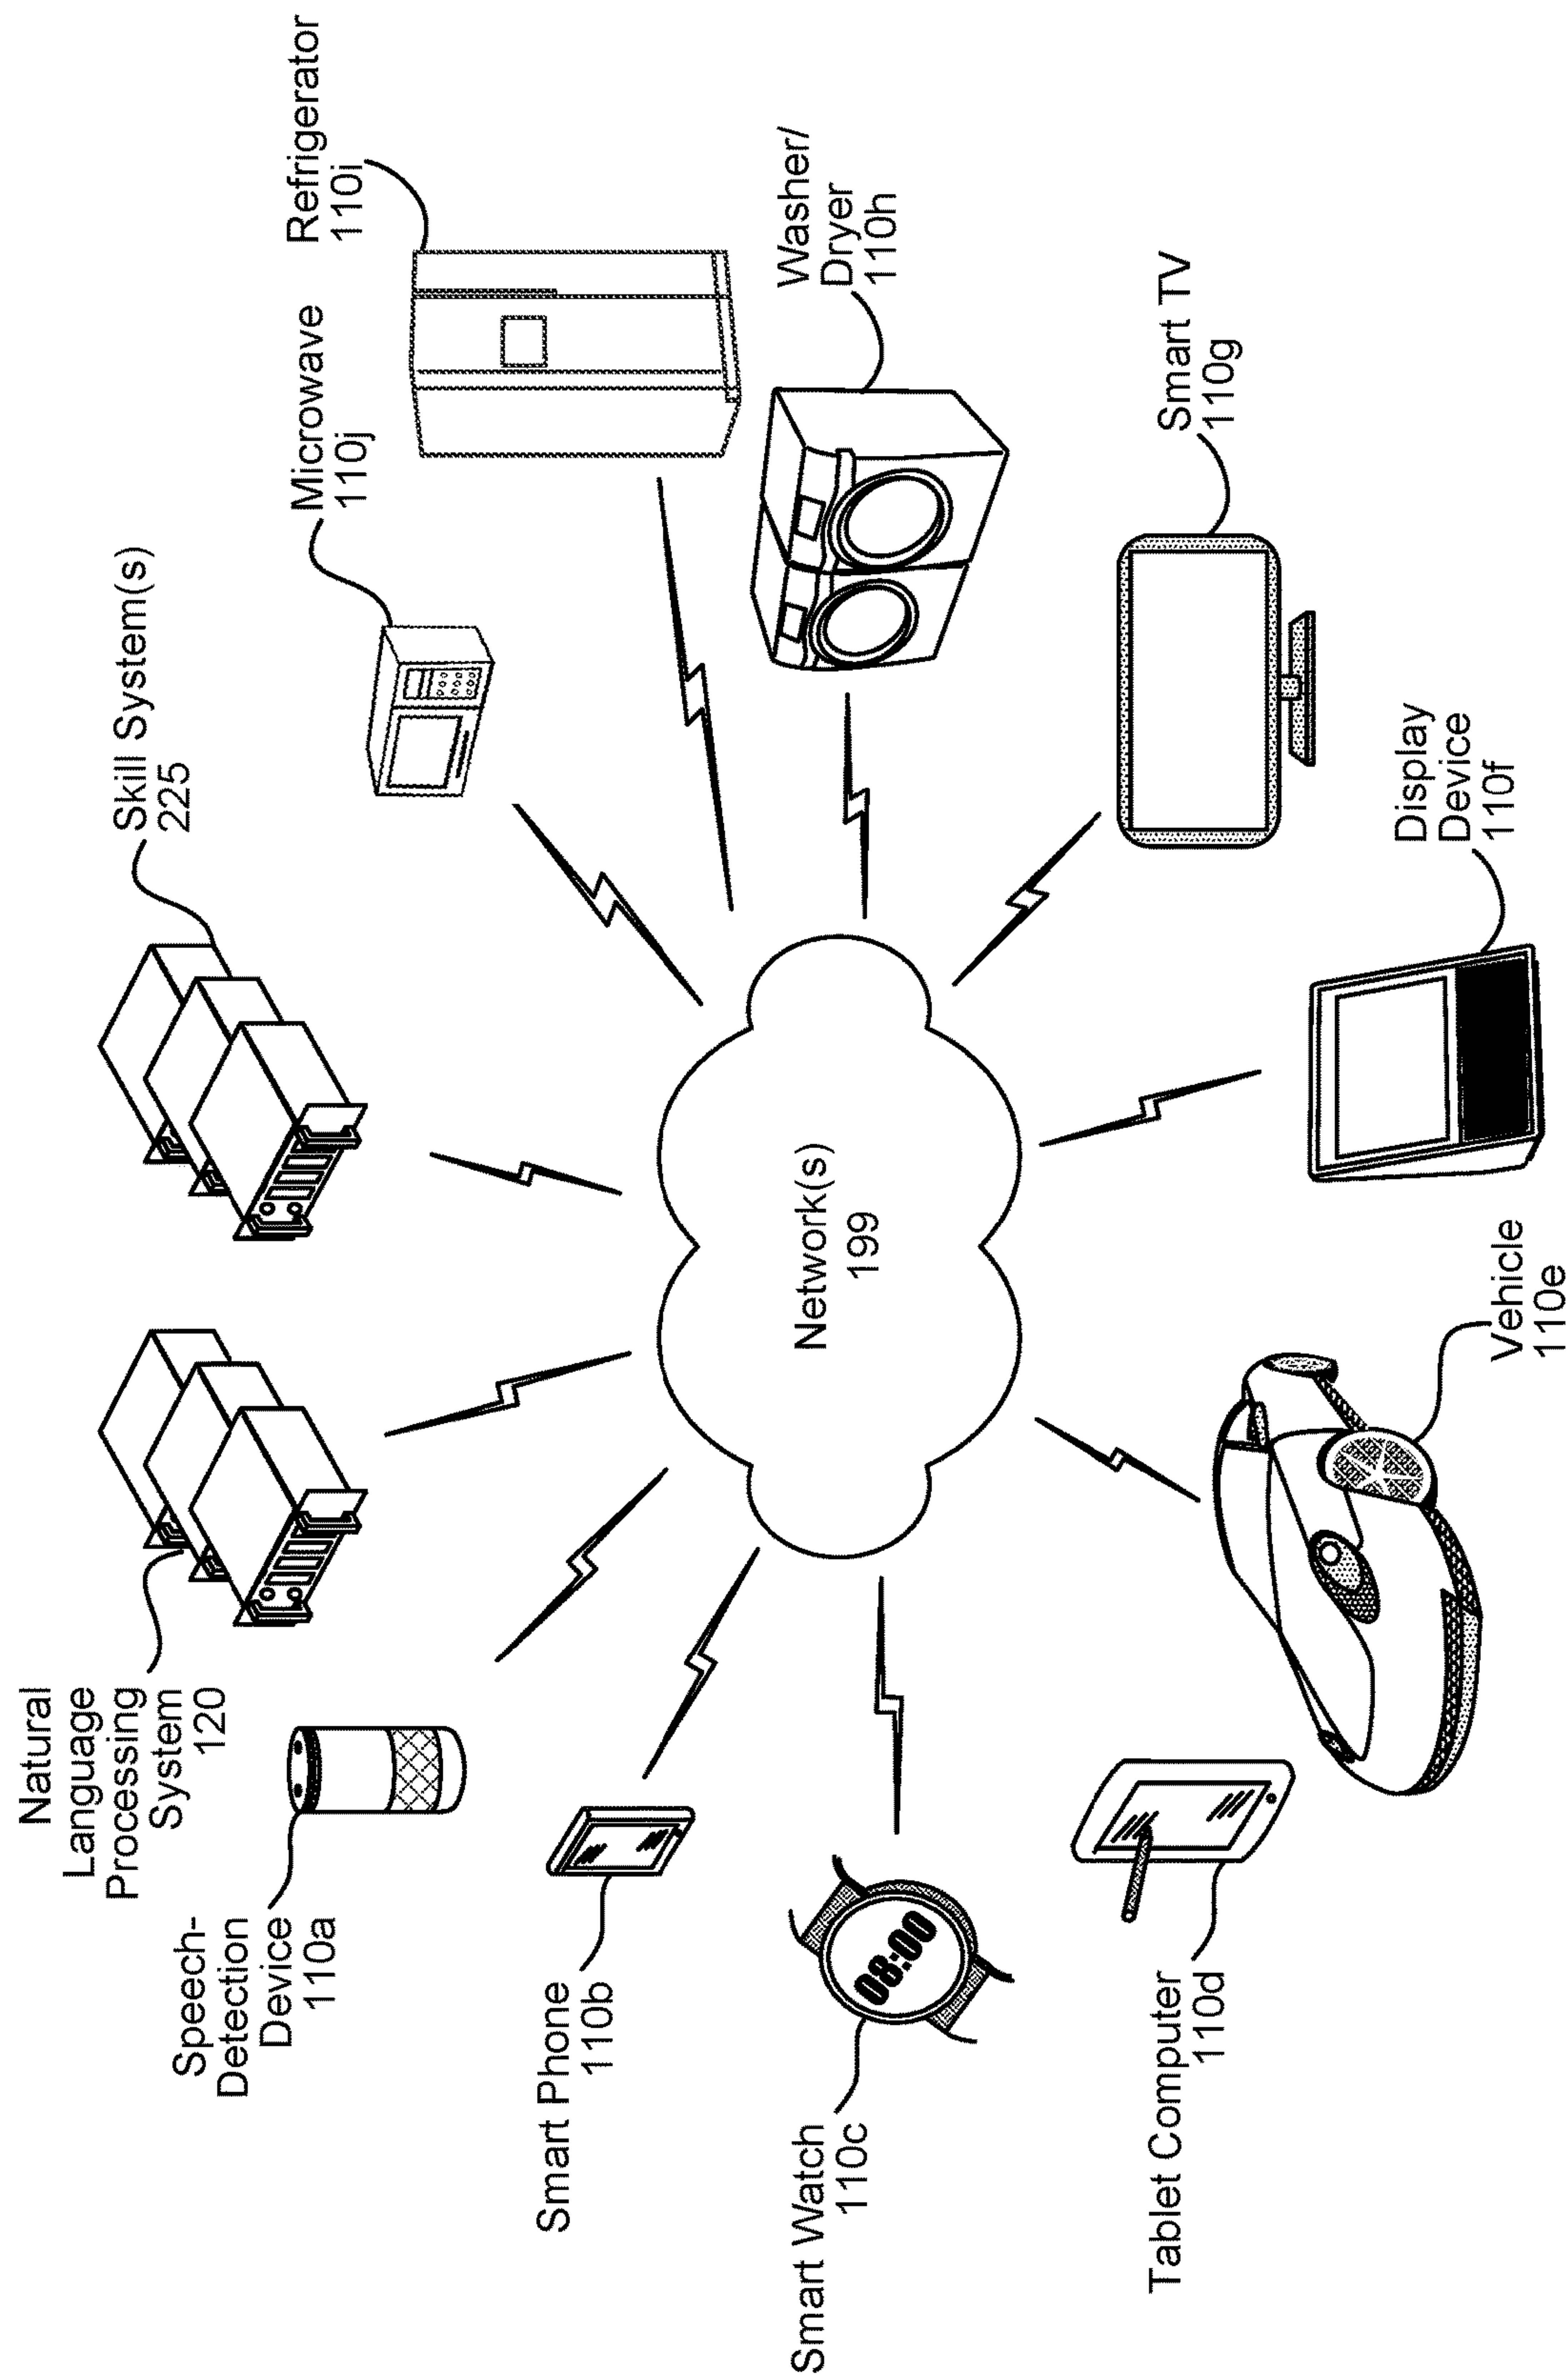 Natural
Language
Processing
System
120
Skill System(s)
225
Speech-
Detection
Device
110a
Microwave
110j
Refrigerator
110i
Smart Phone
110b
Network(s)
199
Washer/
Dryer
110h
Smart Watch
110c
08:00
Tablet Computer
110d
Smart TV
110g
Vehicle
110e
Display
Device
110f